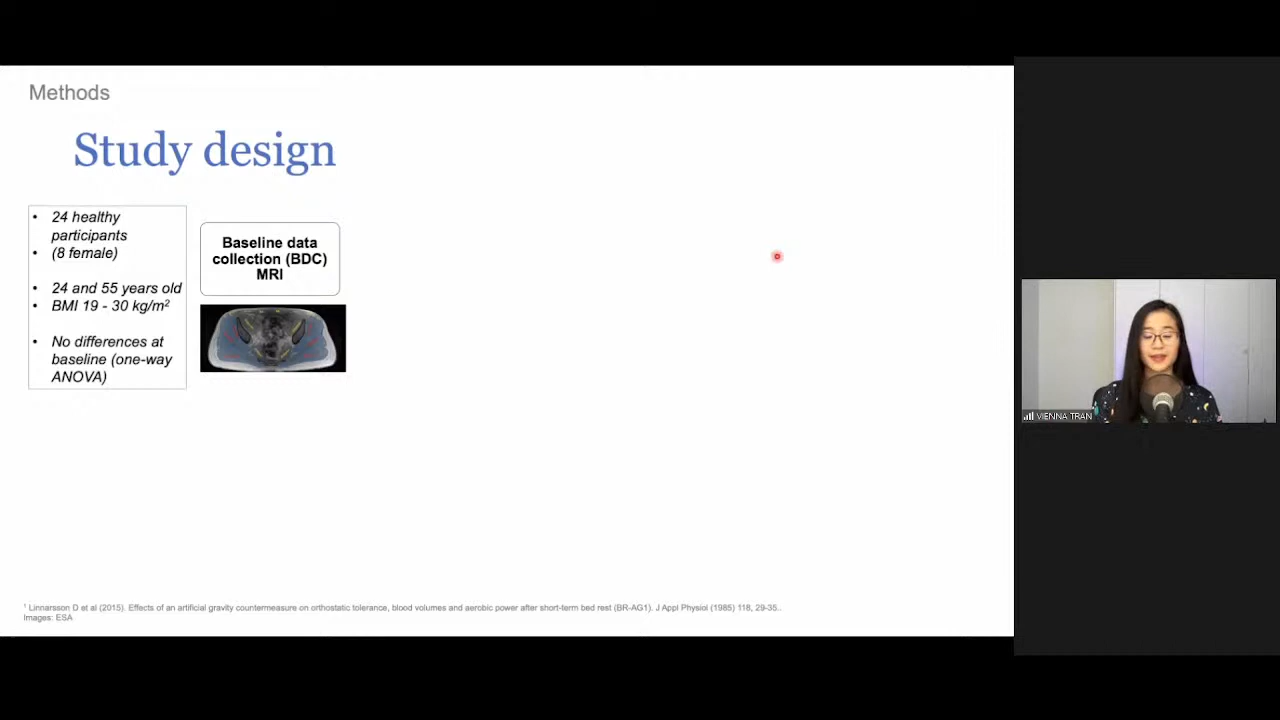 Methods
Study design
• 24 healthy
participants
• (8 female)
• 24 and 55 years old
• BMI 19 - 30 kg/m²
• No differences at
baseline (one-way
ANOVA)
Baseline data
collection (BDC)
MRI
¹ Linnarsson D et al (2015). Effects of an artificial gravity countermeasure on orthostatic tolerance, blood volumes and aerobic power after short-term bed rest (BR-AG1). J Appl Physiol (1985) 118, 29-35..
Images: ESA
VIENNA TRAN